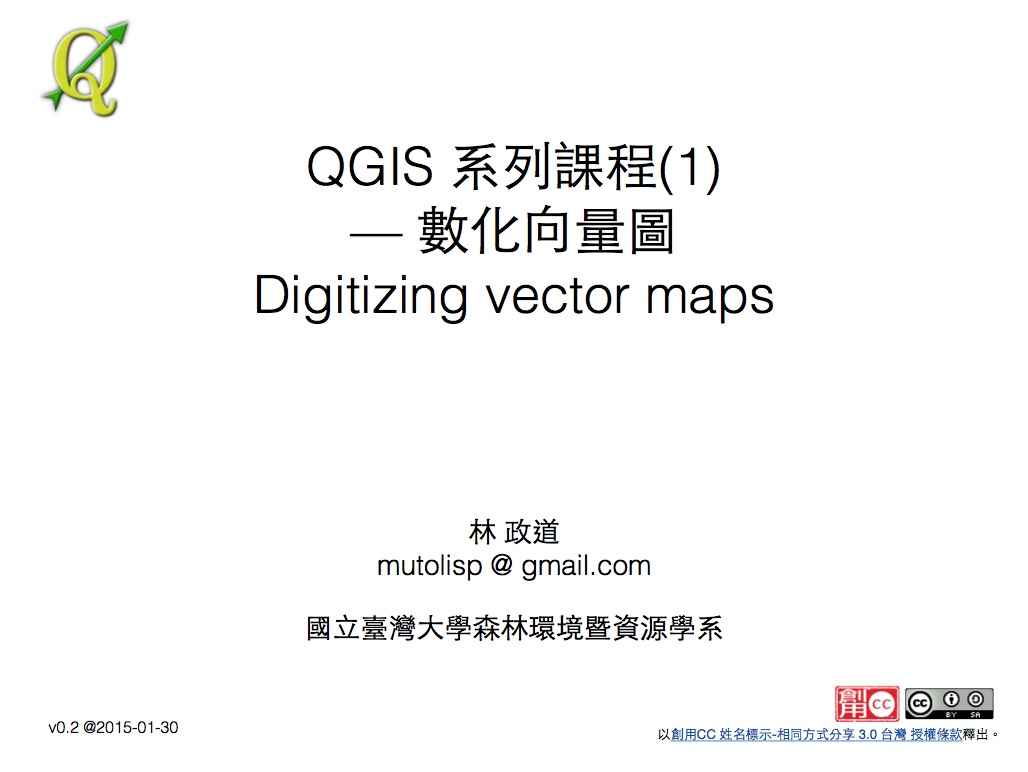 QGIS 系列課程(1)
— 數化向量圖
Digitizing vector maps
林 政道
mutolisp @ gmail.com
國立臺灣大學森林環境暨資源學系
v0.2 @2015-01-30
創用 CC
cc BY SA
以創用CC 姓名標示-相同方式分享 3.0 台灣 授權條款釋出。